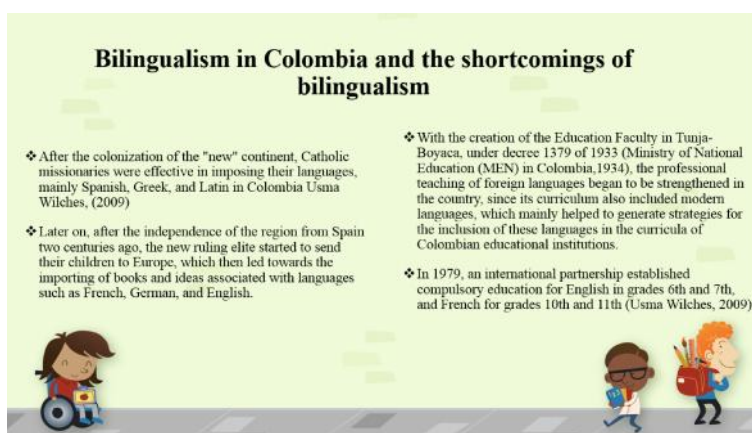 Bilingualism in Colombia and the shortcomings of
bilingualism
❖ After the colonization of the "new" continent, Catholic
missionaries were effective in imposing their languages,
mainly Spanish, Greek, and Latin in Colombia Usma
Wilches, (2009)
❖ Later on, after the independence of the region from Spain
two centuries ago, the new ruling elite started to send
their children to Europe, which then led towards the
importing of books and ideas associated with languages
such as French, German, and English.
❖ With the creation of the Education Faculty in Tunja-
Boyaca, under decree 1379 of 1933 (Ministry of National
Education (MEN) in Colombia,1934), the professional
teaching of foreign languages began to be strengthened in
the country, since its curriculum also included modern
languages, which mainly helped to generate strategies for
the inclusion of these languages in the curricula of
Colombian educational institutions.
❖ In 1979, an international partnership established
compulsory education for English in grades 6th and 7th,
and French for grades 10th and 11th (Usma Wilches, 2009)